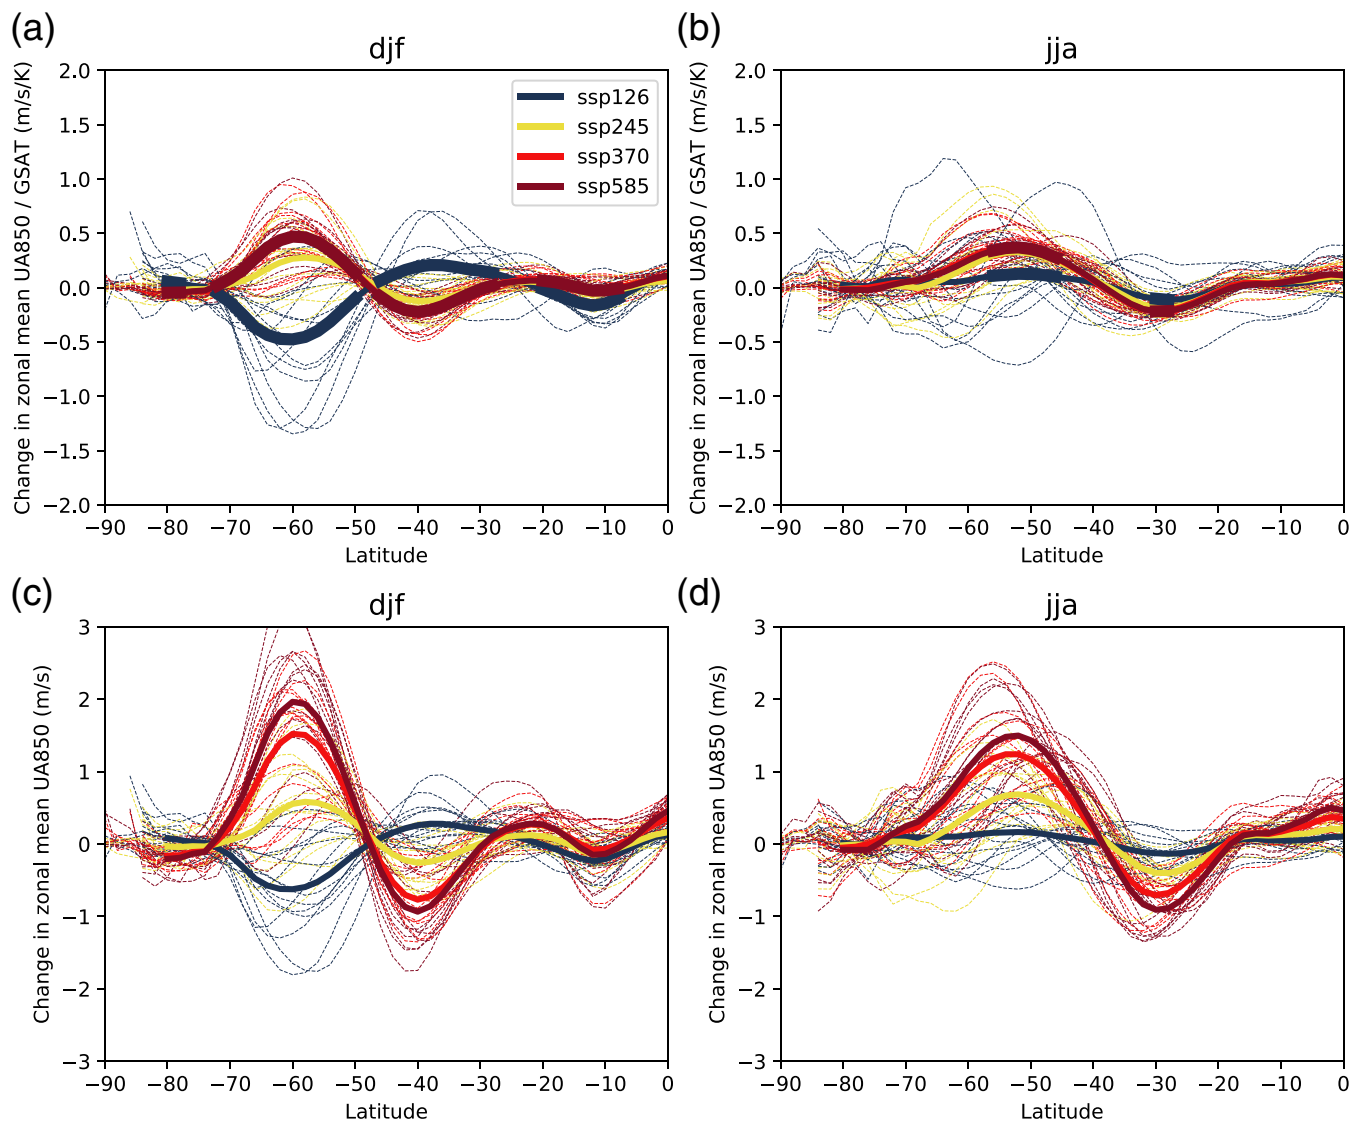 (a)
djf
Change in zonal mean UA850 / GSAT (m/s/K)
2.0
1.5
1.0
0.5
0.0
−0.5
−1.0
−1.5
−2.0
−90 −80 −70 −60 −50 −40 −30 −20 −10 0
Latitude
ssp126
ssp245
ssp370
ssp585
(b)
jja
Change in zonal mean UA850 / GSAT (m/s/K)
2.0
1.5
1.0
0.5
0.0
−0.5
−1.0
−1.5
−2.0
−90 −80 −70 −60 −50 −40 −30 −20 −10 0
Latitude
(c)
djf
Change in zonal mean UA850 (m/s)
3
2
1
0
−1
−2
−3
−90 −80 −70 −60 −50 −40 −30 −20 −10 0
Latitude
(d)
jja
Change in zonal mean UA850 (m/s)
3
2
1
0
−1
−2
−3
−90 −80 −70 −60 −50 −40 −30 −20 −10 0
Latitude